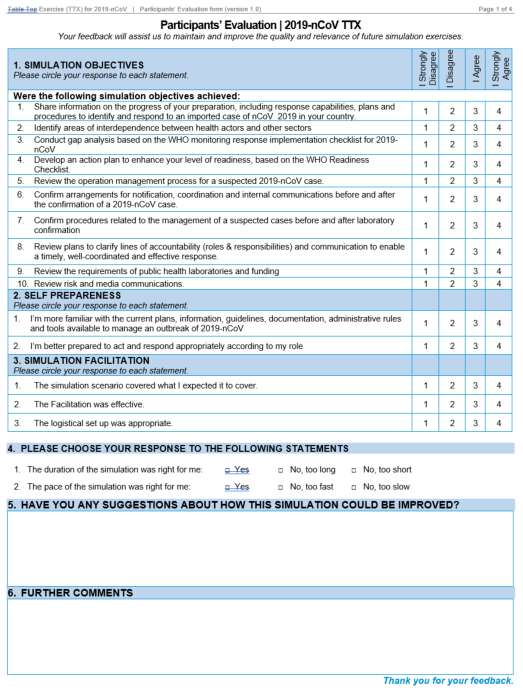 Table Top Exercise (TTX) for 2019-nCoV | Participants' Evaluation form (version 1.0) Page 1 of 4
Participants' Evaluation | 2019-nCoV TTX
Your feedback will assist us to maintain and improve the quality and relevance of future simulation exercises.
1. SIMULATION OBJECTIVES
Please circle your response to each statement.
I Strongly Disagree
I Disagree
I Agree
I Strongly Agree
Were the following simulation objectives achieved:
1. Share information on the progress of your preparation, including response capabilities, plans and
procedures to identify and respond to an imported case of nCoV 2019 in your country. 1 2 3 4
2. Identify areas of interdependence between health actors and other sectors 1 2 3 4
3. Conduct gap analysis based on the WHO monitoring response implementation checklist for 2019-
nCoV 1 2 3 4
4. Develop an action plan to enhance your level of readiness, based on the WHO Readiness
Checklist. 1 2 3 4
5. Review the operation management process for a suspected 2019-nCoV case. 1 2 3 4
6. Confirm arrangements for notification, coordination and internal communications before and after
the confirmation of a 2019-nCoV case. 1 2 3 4
7. Confirm procedures related to the management of a suspected cases before and after laboratory
confirmation 1 2 3 4
8. Review plans to clarify lines of accountability (roles & responsibilities) and communication to enable
a timely, well-coordinated and effective response. 1 2 3 4
9. Review the requirements of public health laboratories and funding 1 2 3 4
10. Review risk and media communications. 1 2 3 4
2. SELF PREPARENESS
Please circle your response to each statement.
1. I'm more familiar with the current plans, information, guidelines, documentation, administrative rules
and tools available to manage an outbreak of 2019-nCoV 1 2 3 4
2. I'm better prepared to act and respond appropriately according to my role 1 2 3 4
3. SIMULATION FACILITATION
Please circle your response to each statement.
1. The simulation scenario covered what I expected it to cover. 1 2 3 4
2. The Facilitation was effective. 1 2 3 4
3. The logistical set up was appropriate. 1 2 3 4
4. PLEASE CHOOSE YOUR RESPONSE TO THE FOLLOWING STATEMENTS
1. The duration of the simulation was right for me: □ Yes □ No, too long □ No, too short
2. The pace of the simulation was right for me: □ Yes □ No, too fast □ No, too slow
5. HAVE YOU ANY SUGGESTIONS ABOUT HOW THIS SIMULATION COULD BE IMPROVED?
6. FURTHER COMMENTS
Thank you for your feedback.